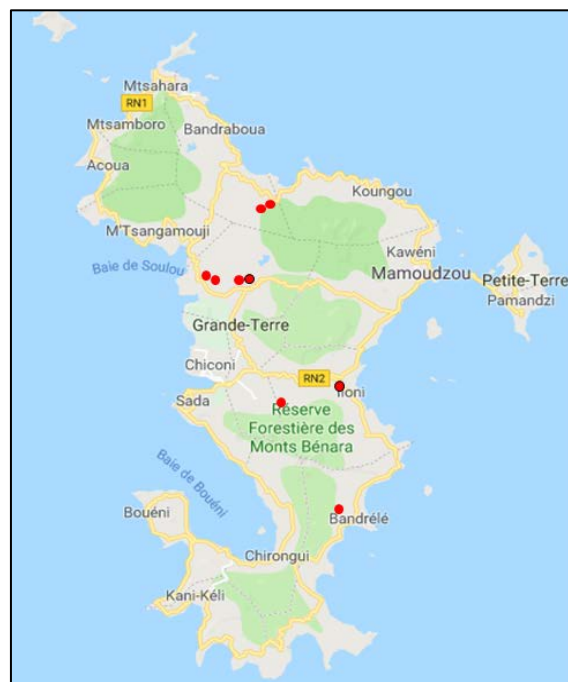 Mtsahara
RN1
Mtsamboro
Bandraboua
Acoua
Koungou
M'Tsangamouji
Kawéni
Baie de Soulou
Mamoudzou
Petite-Terre
Pamandzi
Grande-Terre
Chiconi
RN2
Iloni
Sada
Réserve
Forestière des
Monts Bénara
Baie de Bouéni
Bouéni
Bandrélé
Chirongui
Kani-Kéli